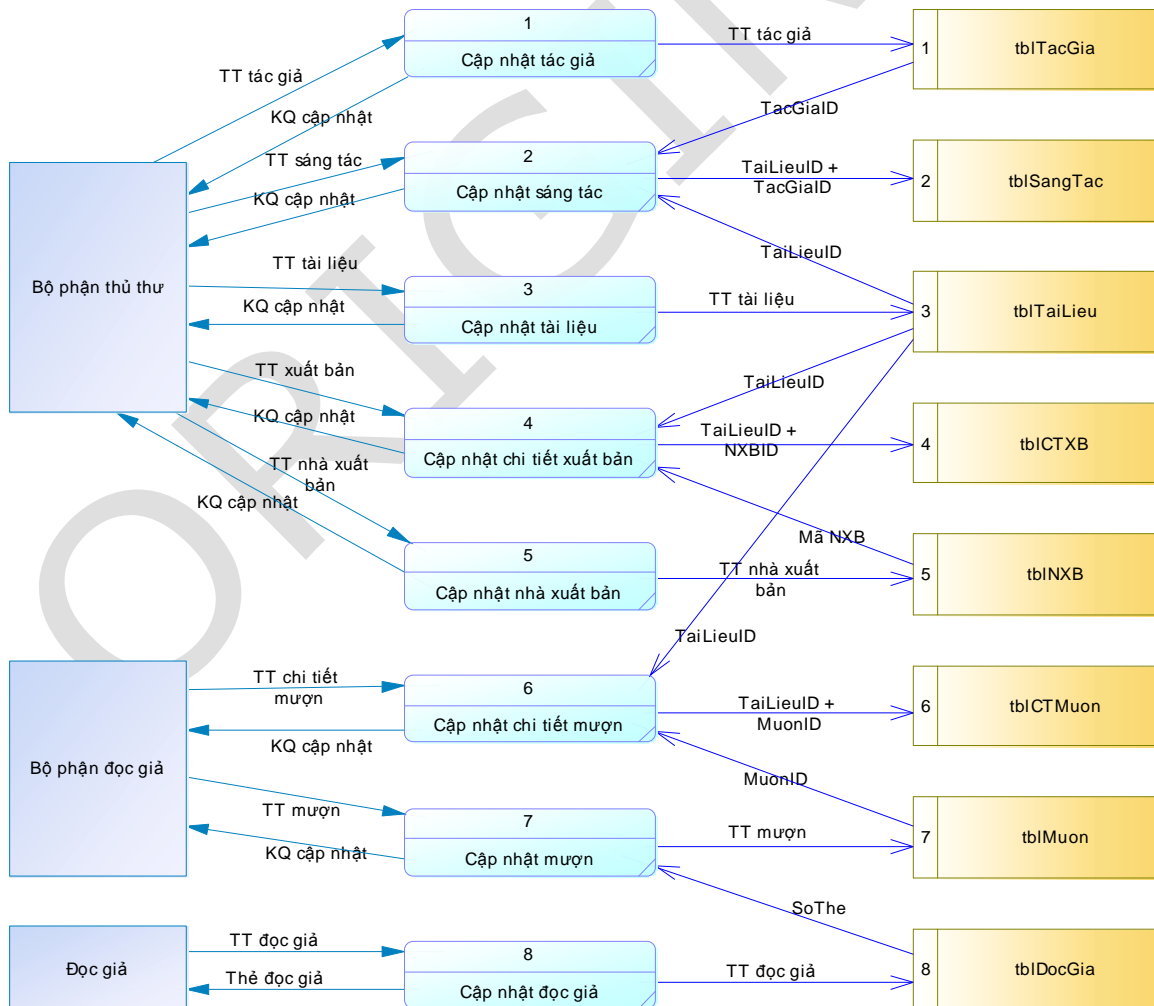 1
Cập nhật tác giả
TT tác giả
1
tblTacGia
TT tác giả
KQ cập nhật
TacGiaID
TT sáng tác
KQ cập nhật
2
Cập nhật sáng tác
TaiLieuID +
TacGiaID
2
tblSangTac
Bộ phận thủ thư
TT tài liệu
KQ cập nhật
3
Cập nhật tài liệu
TaiLieuID
TT tài liệu
3
tblTaiLieu
TT xuất bản
KQ cập nhật
4
Cập nhật chi tiết xuất bản
TaiLieuID
TaiLieuID +
NXBID
4
tblCTXB
TT nhà xuất
bản
KQ cập nhật
5
Cập nhật nhà xuất bản
Mã NXB
TT nhà xuất
bản
5
tblNXB
TaiLieuID
Bộ phận đọc giả
TT chi tiết
mượn
KQ cập nhật
6
Cập nhật chi tiết mượn
TaiLieuID +
MuonID
6
tblCTMuon
MuonID
TT mượn
KQ cập nhật
7
Cập nhật mượn
TT mượn
7
tblMuon
SoThe
Đọc giả
TT đọc giả
Thẻ đọc giả
8
Cập nhật đọc giả
TT đọc giả
8
tblDocGia